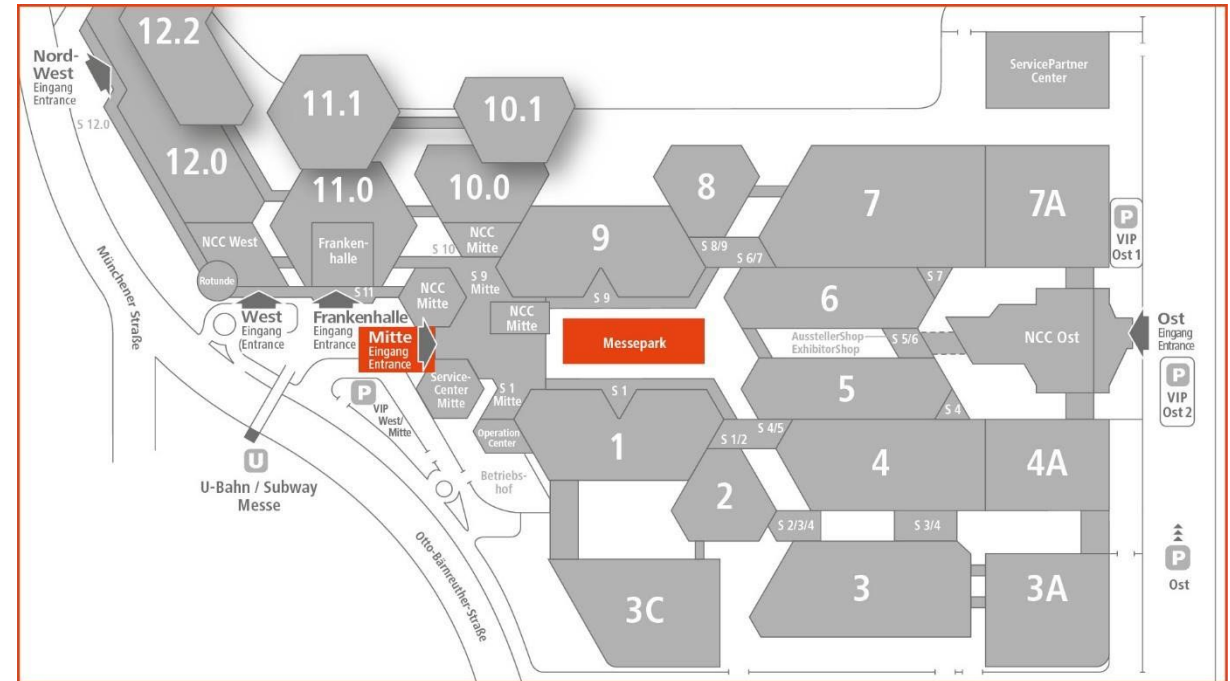 12.2
Nord-
West
Eingang
Entrance
S 12.0
12.0
11.1
10.1
11.0
10.0
ServicePartner
Center
8
7
7A
P
VIP
Ost 1
NCC West
Franken-
halle
S 10
NCC
Mitte
9
S 8/9
S 6/7
Rotunde
S 11
NCC
Mitte
S 9
Mitte
S 9
6
S 7
Münchener Straße
West
Eingang
(Entrance
Frankenhalle
Eingang
Entrance
Mitte
Eingang
Entrance
NCC
Mitte
Messepark
AusstellerShop
ExhibitorShop
S 5/6
NCC Ost
Ost
Eingang
Entrance
P
VIP
Ost 2
P
VIP
West/
Mitte
Service-
Center
Mitte
S 1
Mitte
S 1
5
S 4
Operation
Center
1
S 1/2
S 4/5
4
4A
U
U-Bahn / Subway
Messe
Betriebs-
hof
2
S 2/3/4
S 3/4
Otto-Bärnreuther-Straße
3C
3
3A
P
Ost